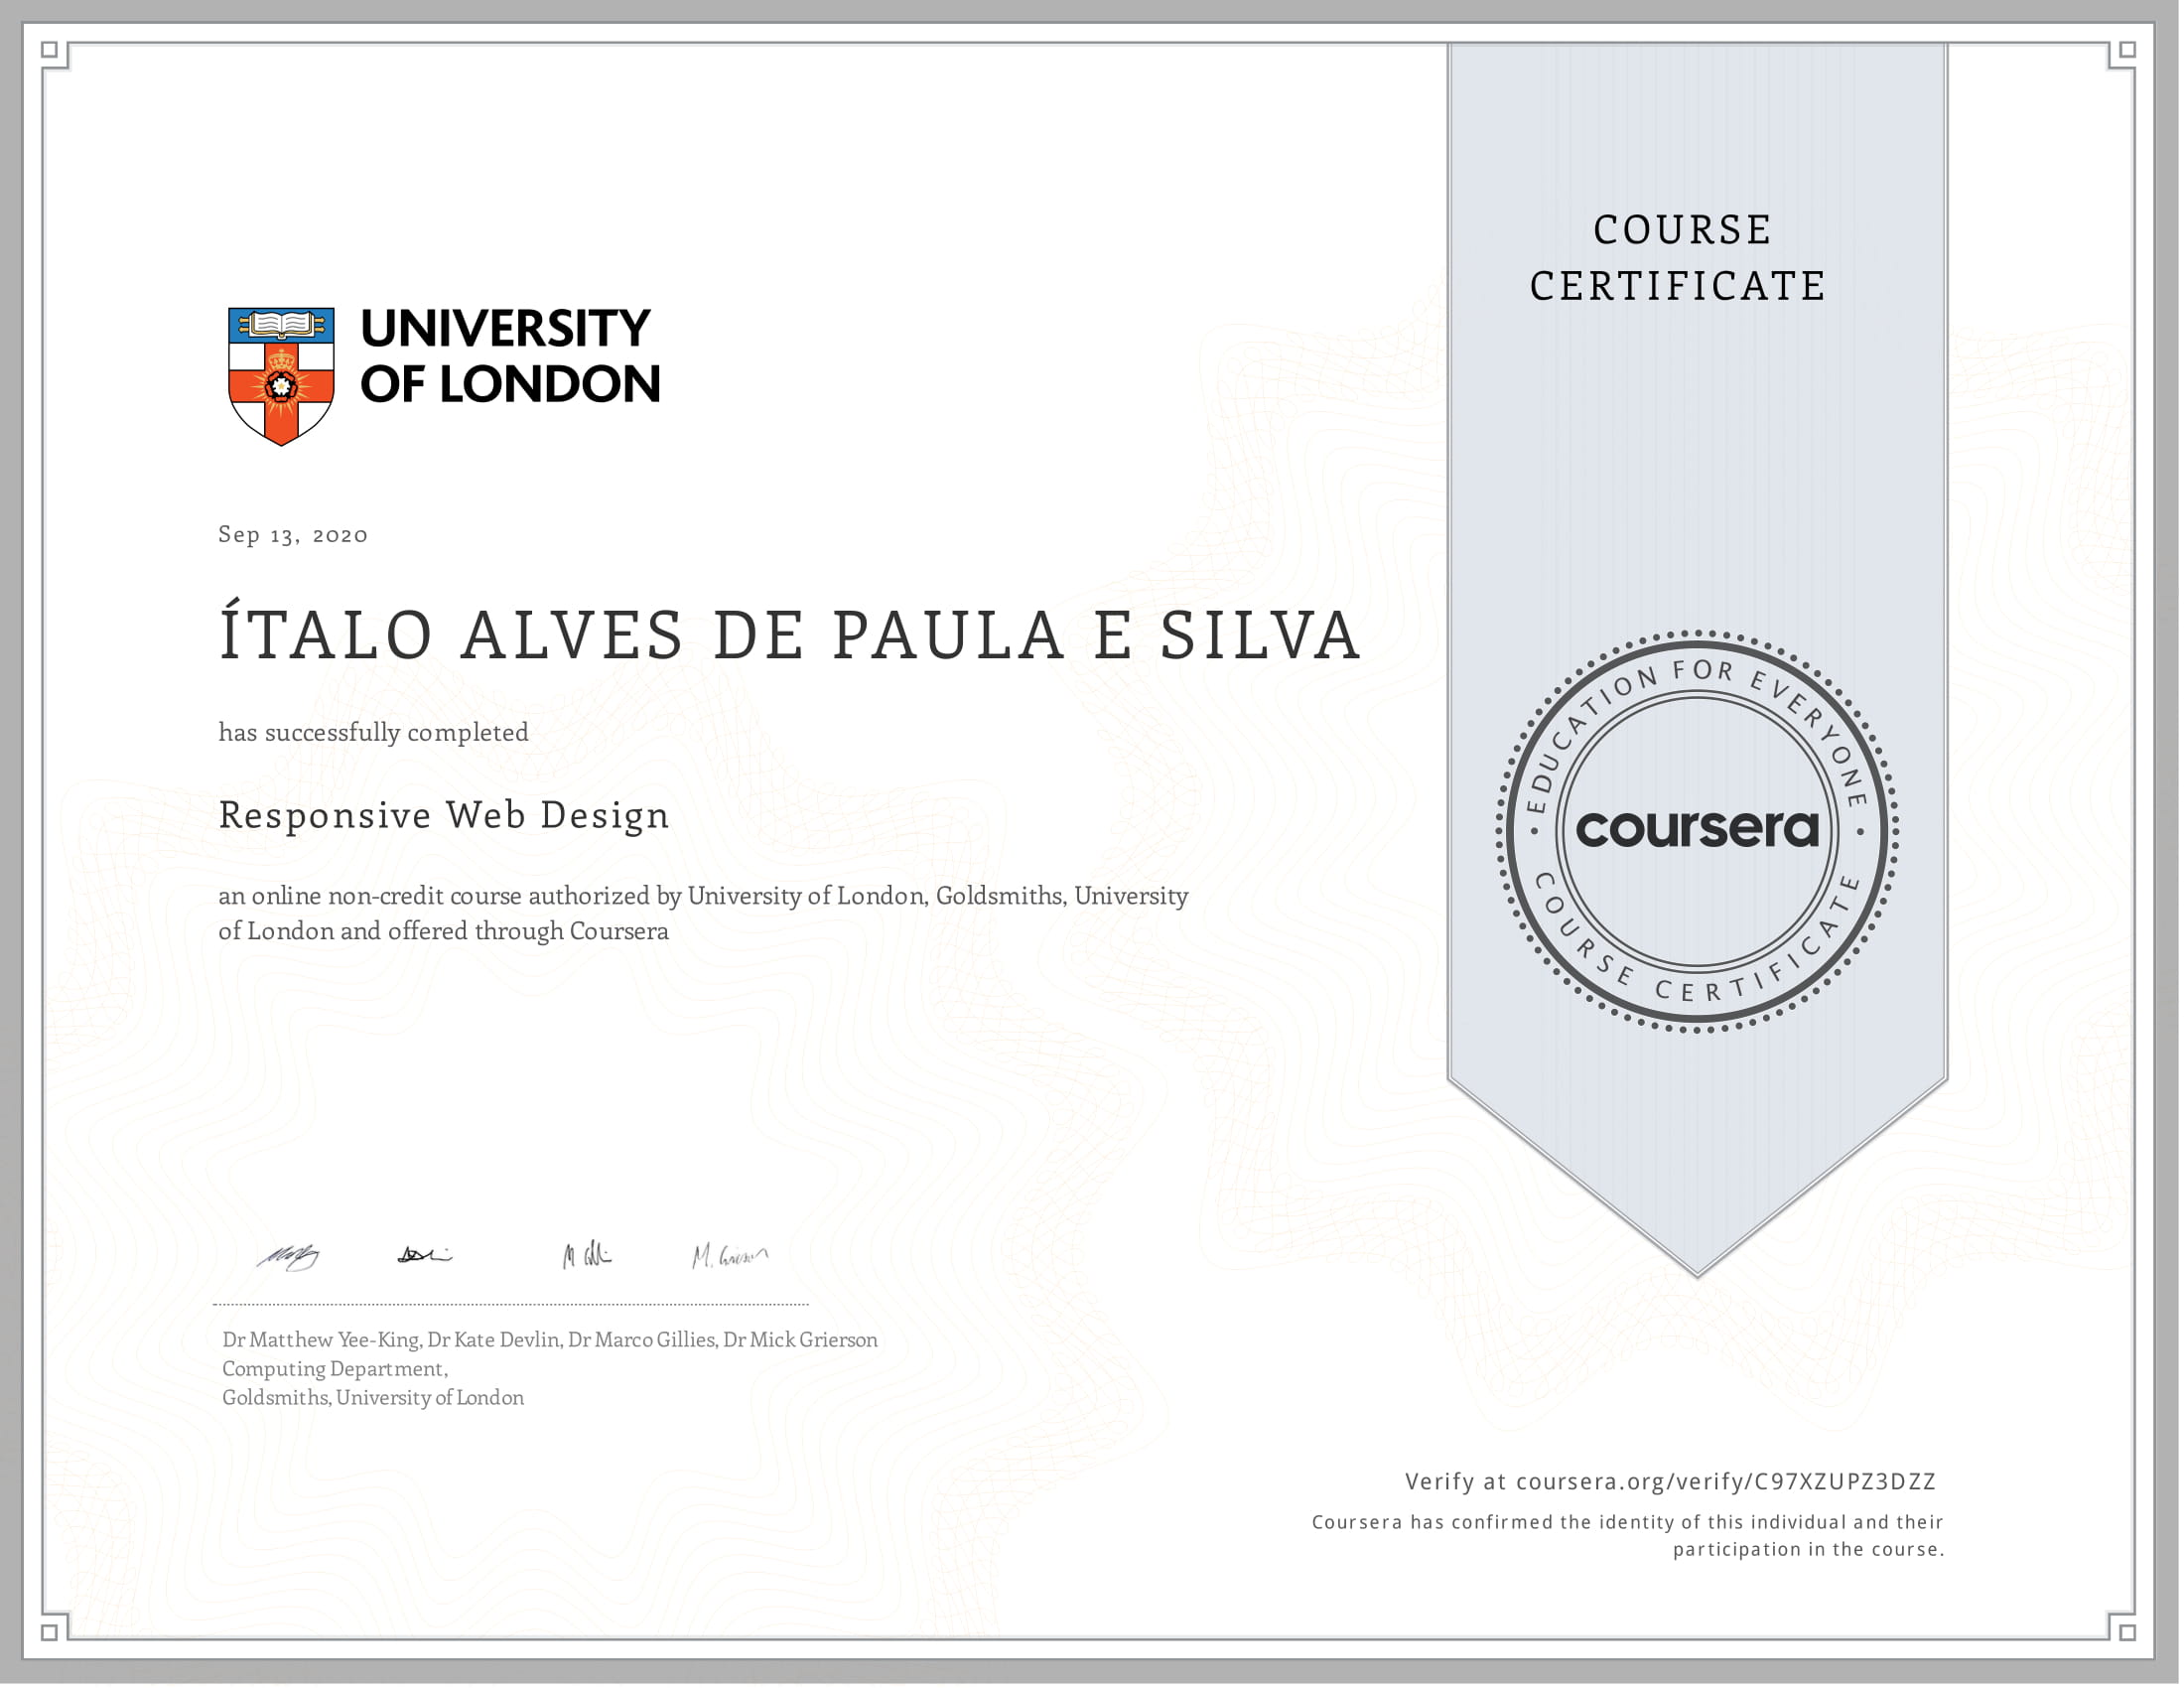 COURSE
CERTIFICATE
UNIVERSITY
OF LONDON
Sep 13, 2020
ÍTALO ALVES DE PAULA E SILVA
has successfully completed
Responsive Web Design
an online non-credit course authorized by University of London, Goldsmiths, University
of London and offered through Coursera
EDUCATION FOR EVERYONE
coursera
COURSE CERTIFICATE
M. Grierson
Dr Matthew Yee-King, Dr Kate Devlin, Dr Marco Gillies, Dr Mick Grierson
Computing Department,
Goldsmiths, University of London
Verify at coursera.org/verify/C97XZUPZ3DZZ
Coursera has confirmed the identity of this individual and their
participation in the course.